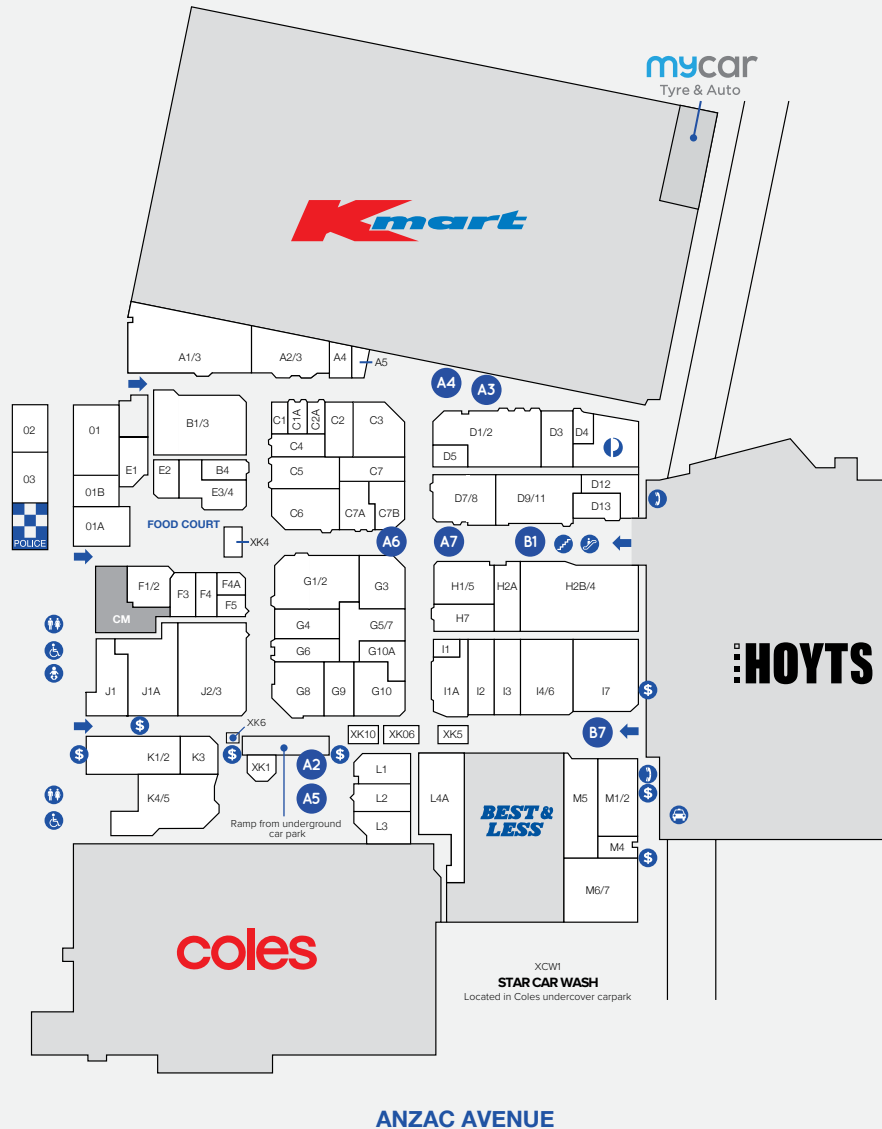 mycar
Tyre & Auto
Kmart
A1/3
A2/3
A4
A5
A4
A3
02
01
B1/3
C1
C1A
C2A
C2
C3
D1/2
D3
D4
C4
D5
03
E1
E2
B4
C5
C7
D12
01B
E3/4
D7/8
D9/11
D13
C6
C7A
C7B
01A
FOOD COURT
POLICE
XK4
A6
A7
B1
F1/2
F4A
G1/2
G3
H1/5
H2A
H2B/4
F3
F4
F5
CM
G4
G5/7
H7
G6
G10A
I1
HOYTS
J1
J1A
J2/3
G8
G9
G10
I1A
I2
I3
I4/6
I7
$
$
XK6
XK10
XK06
XK5
B7
$
K1/2
K3
$
$
XK1
A2
L1
$
K4/5
A5
L2
L4A
BEST &
LESS
M5
M1/2
L3
Ramp from underground
car park
M4
$
M6/7
coles
XCW1
STAR CAR WASH
Located in Coles undercover carpark
ANZAC AVENUE